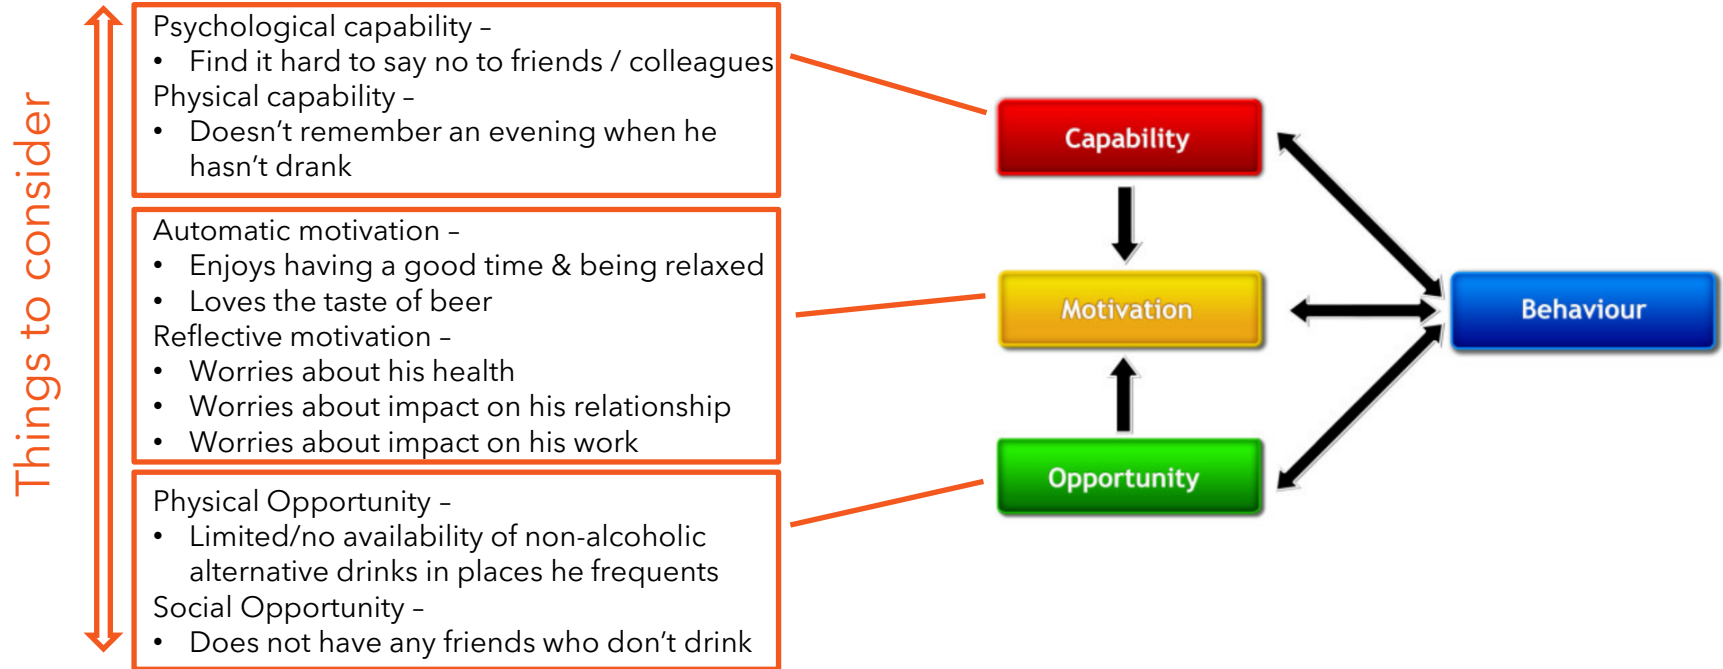 Things to consider
Psychological capability –
• Find it hard to say no to friends / colleagues
Physical capability –
• Doesn’t remember an evening when he
hasn’t drank
Automatic motivation –
• Enjoys having a good time & being relaxed
• Loves the taste of beer
Reflective motivation –
• Worries about his health
• Worries about impact on his relationship
• Worries about impact on his work
Physical Opportunity –
• Limited/no availability of non-alcoholic
alternative drinks in places he frequents
Social Opportunity –
• Does not have any friends who don’t drink
Capability
Motivation
Opportunity
Behaviour